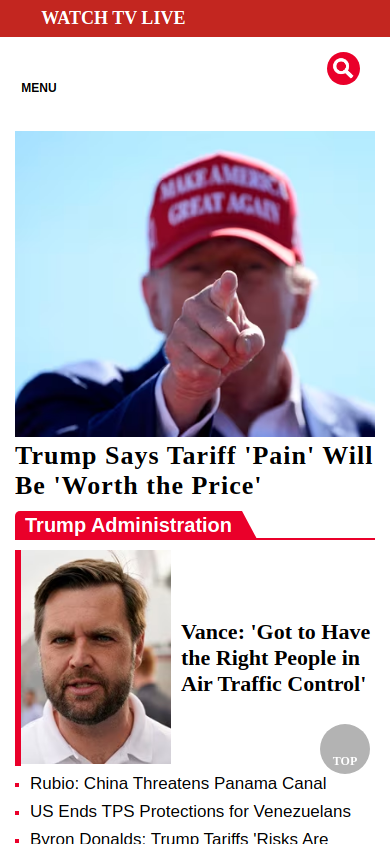 WATCH TV LIVE
MENU
MAKE AMERICA
GREAT AGAIN
Trump Says Tariff 'Pain' Will
Be 'Worth the Price'
Trump Administration
Vance: 'Got to Have
the Right People in
Air Traffic Control'
TOP
Rubio: China Threatens Panama Canal
US Ends TPS Protections for Venezuelans
Byron Donalds: Trump Tariffs 'Risks Are